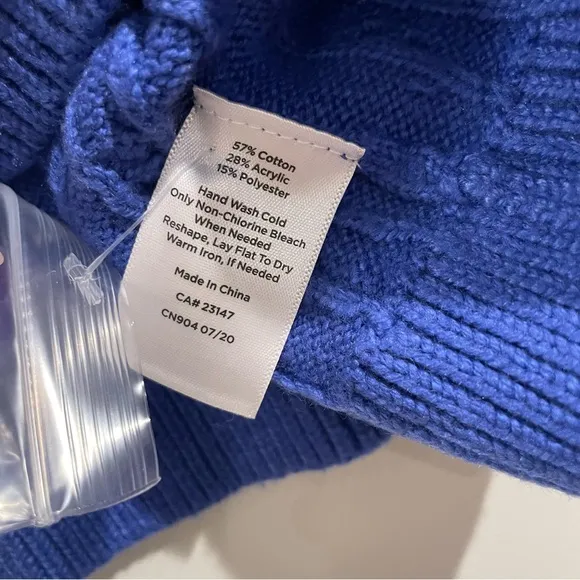 57% Cotton
28% Acrylic
15% Polyester
Hand Wash Cold
Only Non-Chlorine Bleach
When Needed
Reshape, Lay Flat To Dry
Warm Iron, If Needed
Made In China
CA# 23147
CN904 07/20